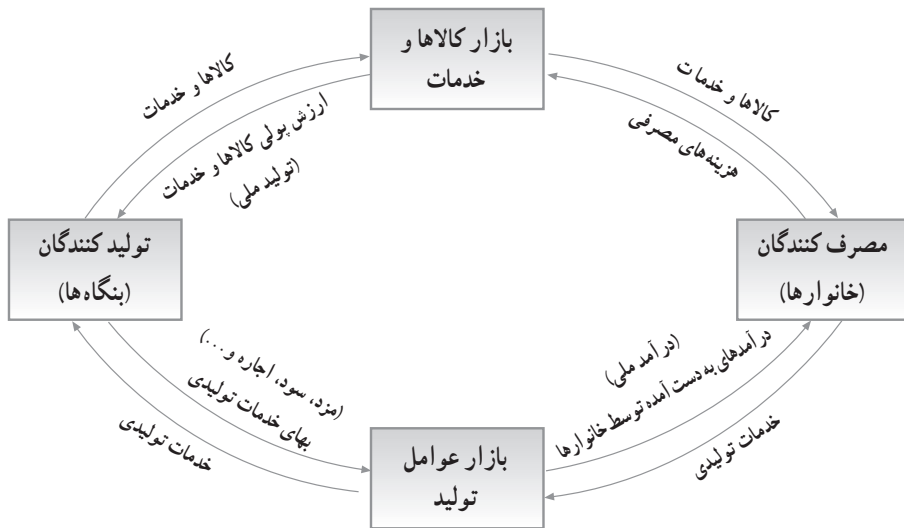 بازار کالاها و
خدمات
کالاها و خدمات
هزینه‌های مصرفی
کالاها و خدمات
ارزش پولی کالاها و خدمات
(تولید ملی)
مصرف کنندگان
(خانوارها)
تولید کنندگان
(بنگاه‌ها)
(درآمد ملی)
درآمدهای به دست آمده توسط خانوارها
خدمات تولیدی
(مزد، سود، اجاره و...)
بهای خدمات تولیدی
خدمات تولیدی
بازار عوامل
تولید